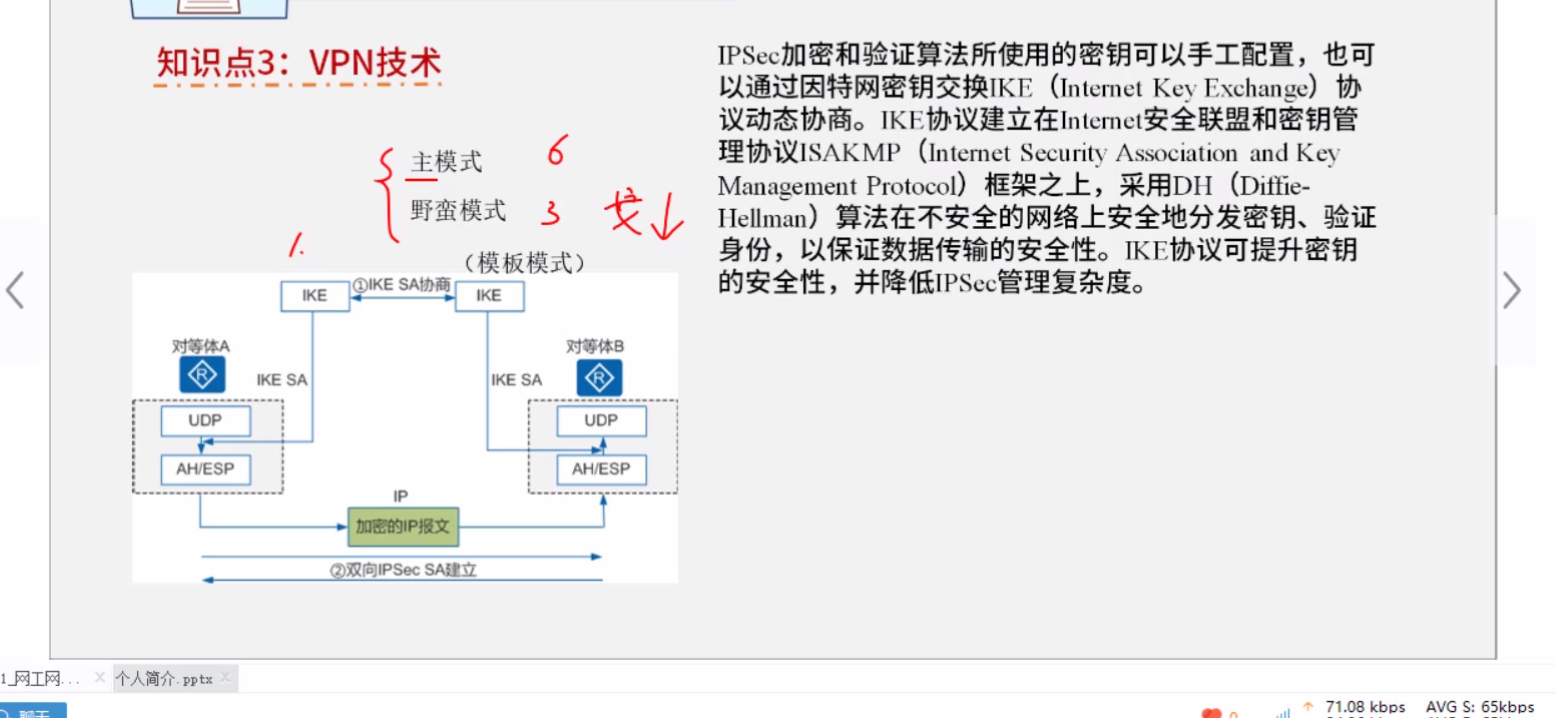 知识点3：VPN技术
主模式 6
野蛮模式 3 安↓
1.
（模板模式）
IPSec加密和验证算法所使用的密钥可以手工配置，也可
以通过因特网密钥交换IKE（Internet Key Exchange）协
议动态协商。IKE协议建立在Internet安全联盟和密钥管
理协议ISAKMP（Internet Security Association and Key
Management Protocol）框架之上，采用DH（Diffie-
Hellman）算法在不安全的网络上安全地分发密钥、验证
身份，以保证数据传输的安全性。IKE协议可提升密钥
的安全性，并降低IPSec管理复杂度。
IKE
①IKE SA协商
IKE
对等体A
对等体B
IKE SA
IKE SA
UDP
UDP
AH/ESP
AH/ESP
IP
加密的IP报文
②双向IPSec SA建立
1_网工网...
个人简介.pptx
聊天
0
71.08 kbps
AVG S: 65kbps